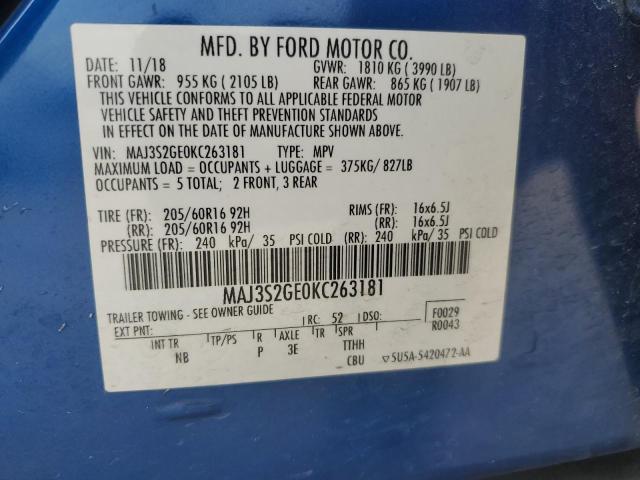 MFD. BY FORD MOTOR CO.
DATE: 11/18 GVWR: 1810 KG ( 3990 LB)
FRONT GAWR: 955 KG ( 2105 LB) REAR GAWR: 865 KG ( 1907 LB)
THIS VEHICLE CONFORMS TO ALL APPLICABLE FEDERAL MOTOR
VEHICLE SAFETY AND THEFT PREVENTION STANDARDS
IN EFFECT ON THE DATE OF MANUFACTURE SHOWN ABOVE.
VIN: MAJ3S2GE0KC263181 TYPE: MPV
MAXIMUM LOAD = OCCUPANTS + LUGGAGE = 375KG/ 827LB
OCCUPANTS = 5 TOTAL; 2 FRONT, 3 REAR
TIRE (FR): 205/60R16 92H RIMS (FR): 16x6.5J
(RR): 205/60R16 92H (RR): 16x6.5J
PRESSURE (FR): 240 kPa/ 35 PSI COLD (RR): 240 kPa/ 35 PSI COLD
MAJ3S2GE0KC263181
TRAILER TOWING - SEE OWNER GUIDE
EXT PNT: RC: 52 DSO: F0029
R0043
INT TR TP/PS R AXLE TR SPR
NB P 3E TTHH
CBU ▽ 5U5A-5420472-AA